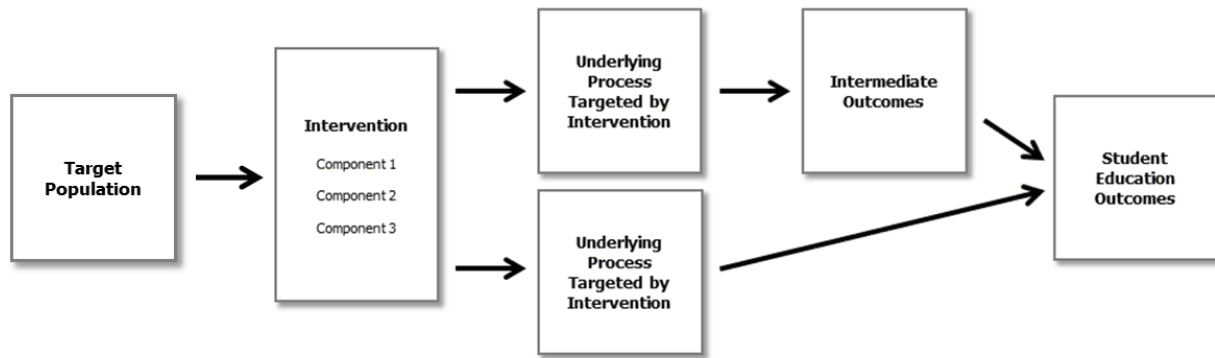 Target
Population
Intervention
Component 1
Component 2
Component 3
Underlying
Process
Targeted by
Intervention
Intermediate
Outcomes
Underlying
Process
Targeted by
Intervention
Student
Education
Outcomes